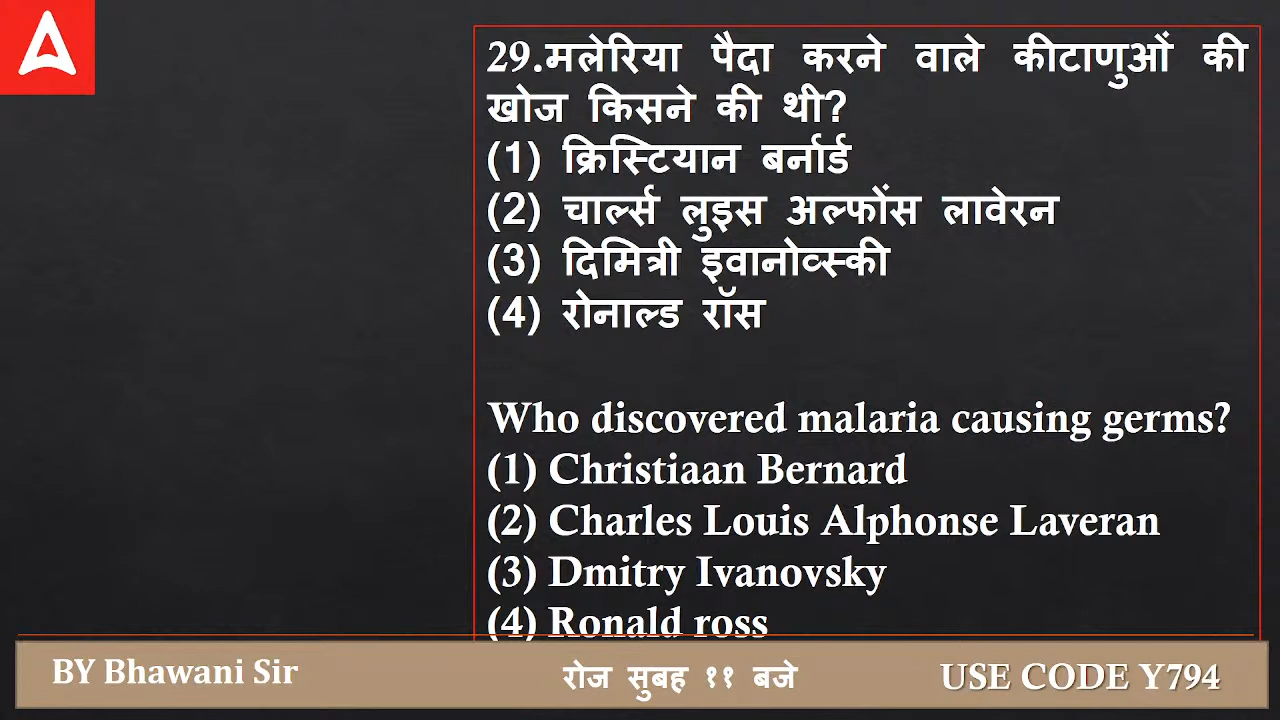 29.मलेरिया पैदा करने वाले कीटाणुओं की
खोज किसने की थी?
(1) क्रिस्टियान बर्नार्ड
(2) चार्ल्स लुइस अल्फोंस लावेरन
(3) दिमित्री इवानोव्स्की
(4) रोनाल्ड रॉस
Who discovered malaria causing germs?
(1) Christiaan Bernard
(2) Charles Louis Alphonse Laveran
(3) Dmitry Ivanovsky
(4) Ronald ross
BY Bhawani Sir
रोज सुबह ११ बजे
USE CODE Y794